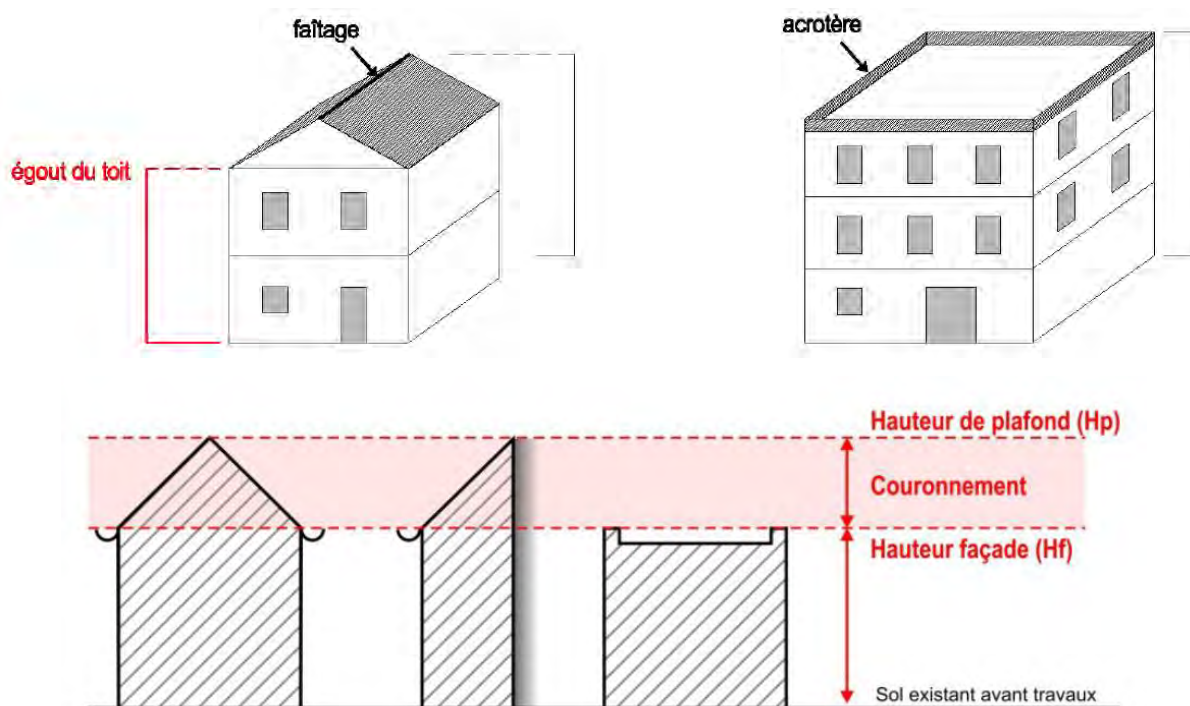 faîtage
acrotère
égout du toit
Hauteur de plafond (Hp)
Couronnement
Hauteur façade (Hf)
Sol existant avant travaux